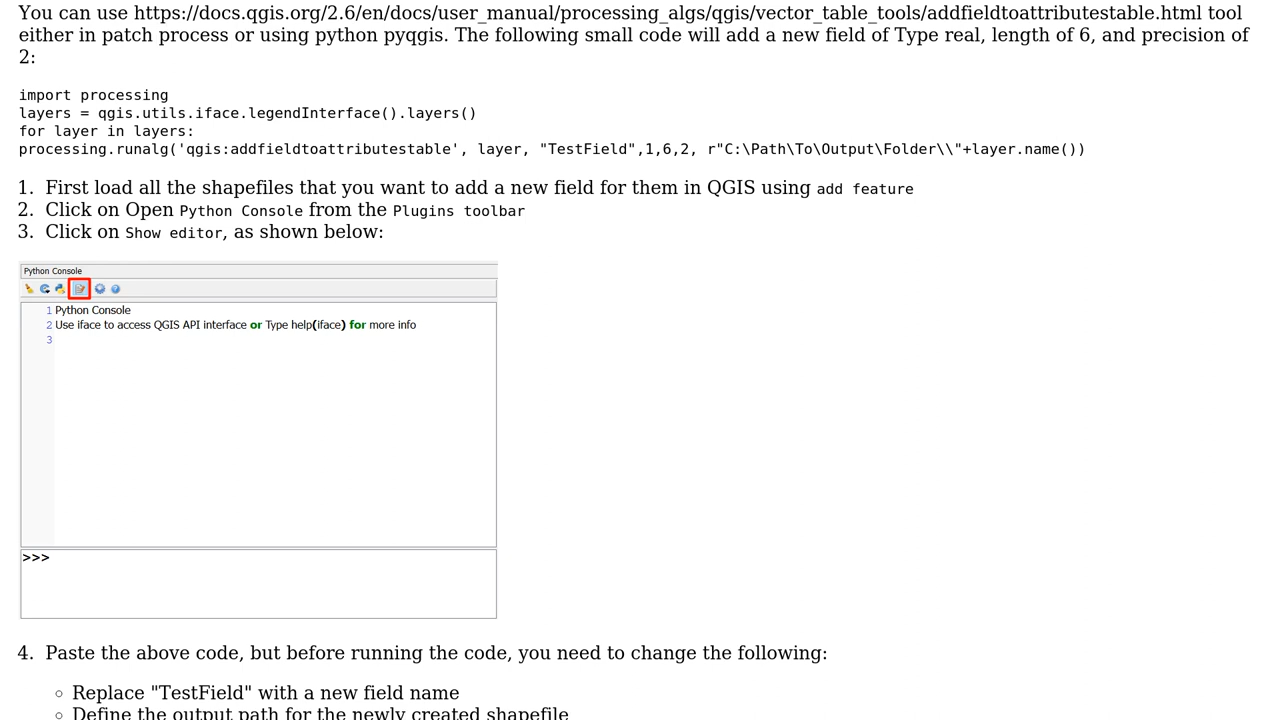 You can use https://docs.qgis.org/2.6/en/docs/user_manual/processing_algs/qgis/vector_table_tools/addfieldtoattributestable.html tool
either in patch process or using python pyqgis. The following small code will add a new field of Type real, length of 6, and precision of
2:
import processing
layers = qgis.utils.iface.legendInterface().layers()
for layer in layers:
processing.runalg('qgis:addfieldtoattributestable', layer, "TestField",1,6,2, r"C:\Path\To\Output\Folder\\"+layer.name())
1. First load all the shapefiles that you want to add a new field for them in QGIS using add feature
2. Click on Open Python Console from the Plugins toolbar
3. Click on Show editor, as shown below:
Python Console
1 Python Console
2 Use iface to access QGIS API interface or Type help(iface) for more info
3
>>>
4. Paste the above code, but before running the code, you need to change the following:
◦ Replace "TestField" with a new field name
◦ Define the output path for the newly created shapefile